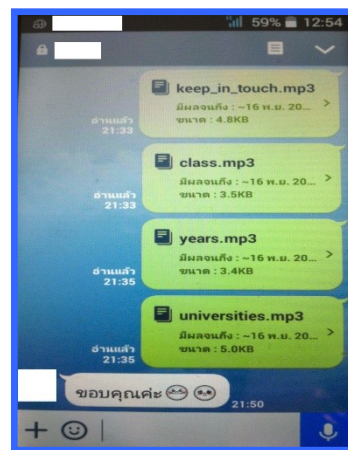 59% 12:54
keep_in_touch.mp3
มีผลจนถึง : ~16 พ.ย. 20... >
ขนาด : 4.8KB
อ่านแล้ว
21:33
class.mp3
มีผลจนถึง : ~16 พ.ย. 20... >
ขนาด : 3.5KB
อ่านแล้ว
21:33
years.mp3
มีผลจนถึง : ~16 พ.ย. 20... >
ขนาด : 3.4KB
อ่านแล้ว
21:35
universities.mp3
มีผลจนถึง : ~16 พ.ย. 20... >
ขนาด : 5.0KB
อ่านแล้ว
21:35
ขอบคุณค่ะ
21:50